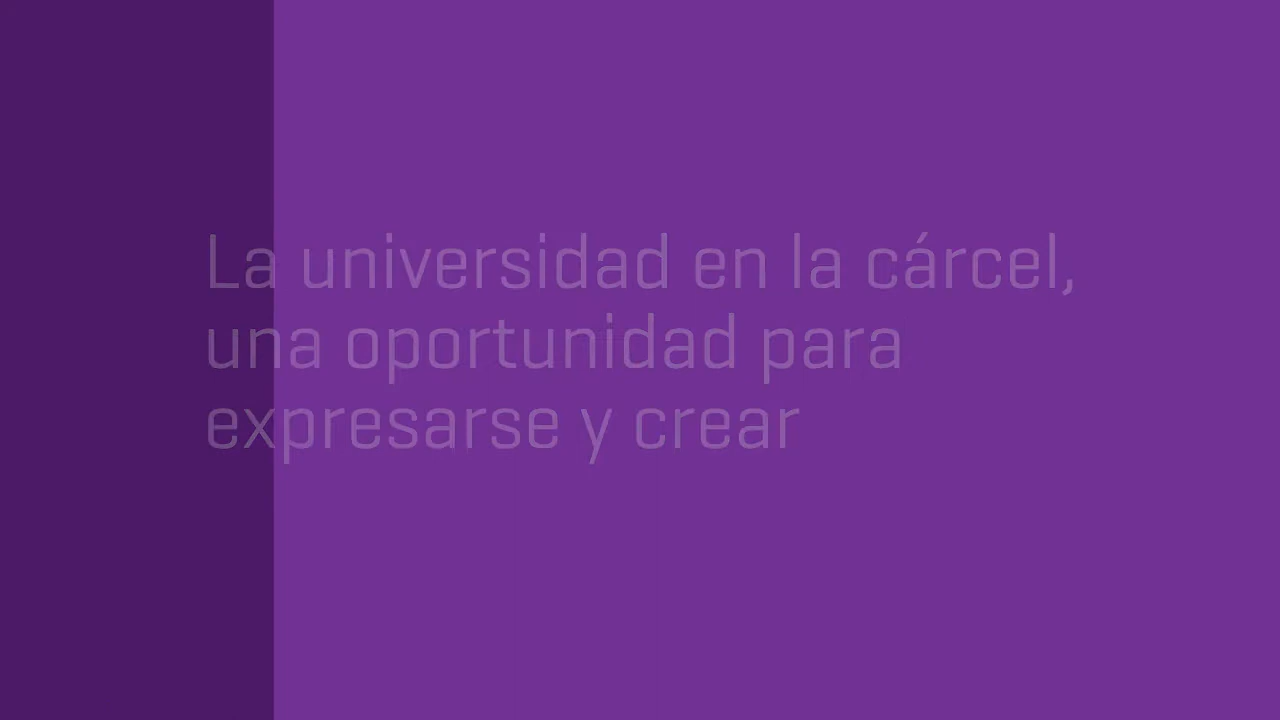 La universidad en la cárcel,
una oportunidad para
expresarse y crear